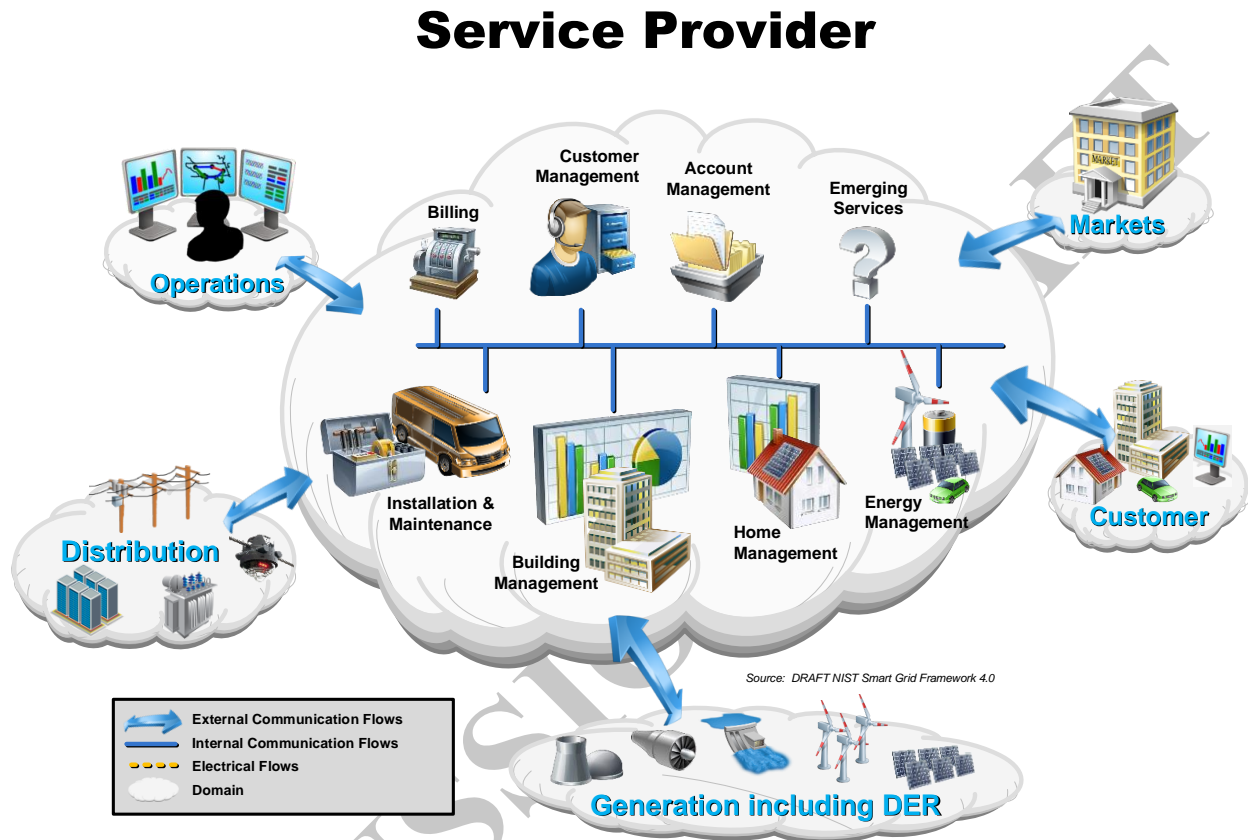 Service Provider
MARKET
Markets
Operations
Customer
Management
Account
Management
Emerging
Services
Billing
Installation &
Maintenance
Building
Management
Home
Management
Energy
Management
Customer
Distribution
Source:  DRAFT NIST Smart Grid Framework 4.0
External Communication Flows
Internal Communication Flows
Electrical Flows
Domain
Generation including DER